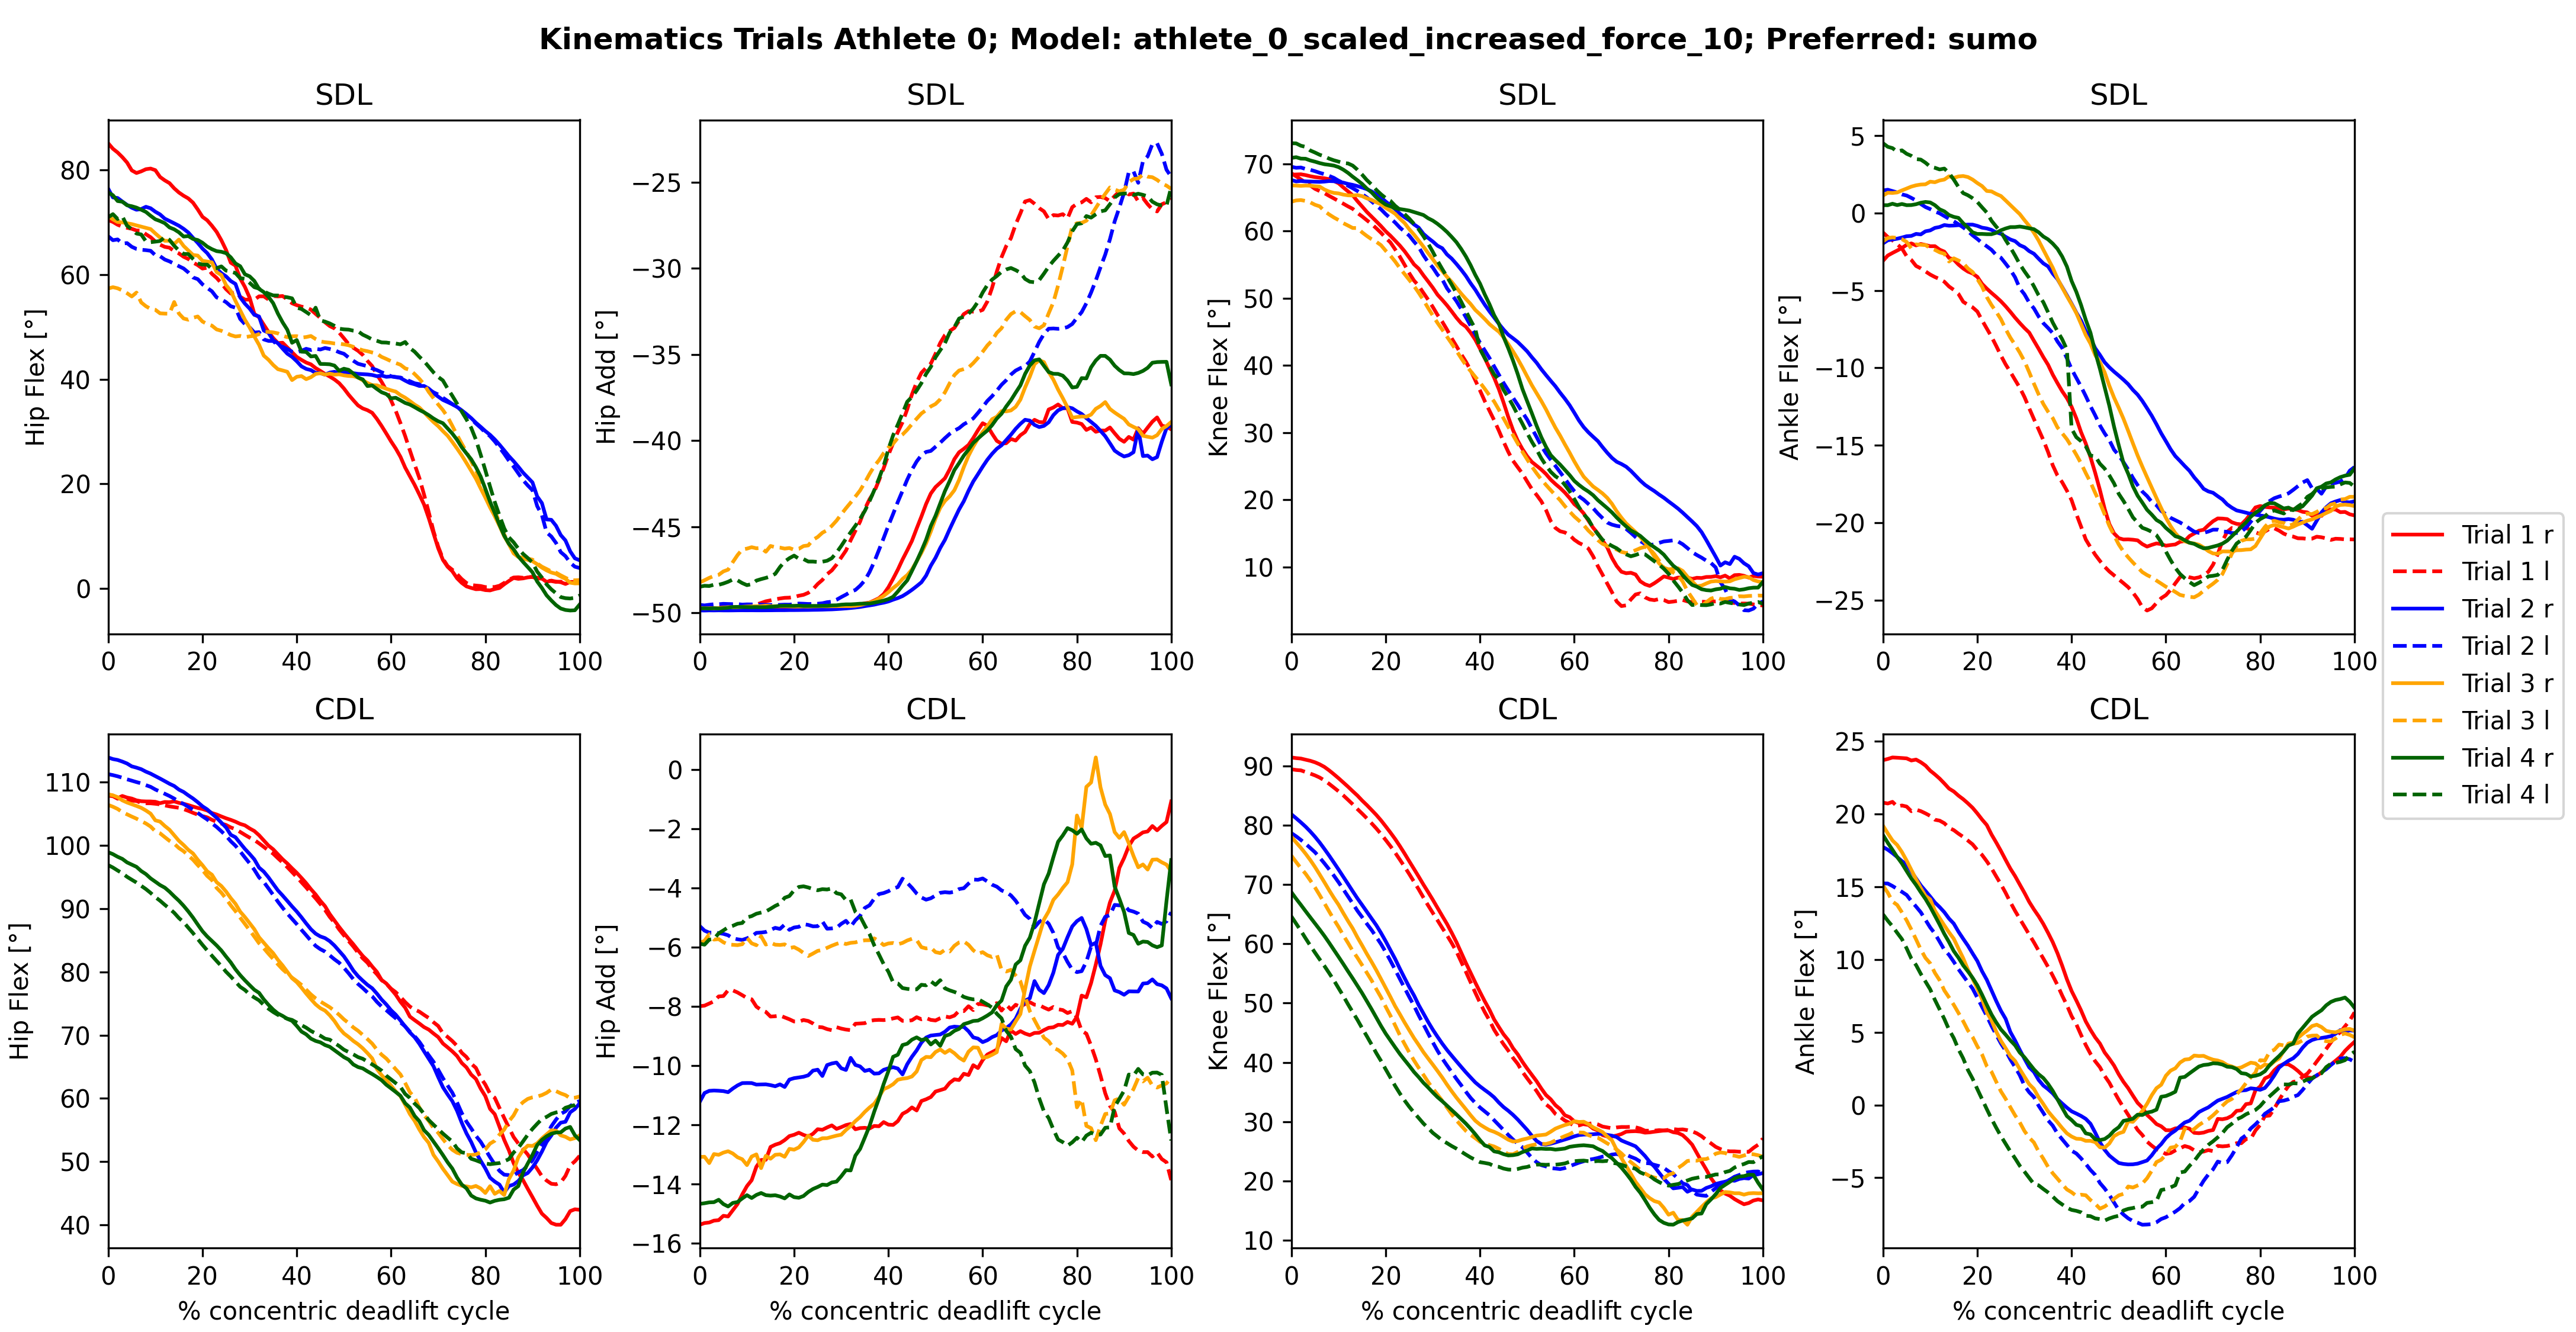 Kinematics Trials Athlete 0; Model: athlete_0_scaled_increased_force_10; Preferred: sumo
SDL
Hip Flex [°]
80
60
40
20
0
0 20 40 60 80 100
SDL
Hip Add [°]
−25
−30
−35
−40
−45
−50
0 20 40 60 80 100
SDL
Knee Flex [°]
70
60
50
40
30
20
10
0 20 40 60 80 100
SDL
Ankle Flex [°]
5
0
−5
−10
−15
−20
−25
0 20 40 60 80 100
Trial 1 r
Trial 1 l
Trial 2 r
Trial 2 l
Trial 3 r
Trial 3 l
Trial 4 r
Trial 4 l
CDL
Hip Flex [°]
110
100
90
80
70
60
50
40
0 20 40 60 80 100
% concentric deadlift cycle
CDL
Hip Add [°]
0
−2
−4
−6
−8
−10
−12
−14
−16
0 20 40 60 80 100
% concentric deadlift cycle
CDL
Knee Flex [°]
90
80
70
60
50
40
30
20
10
0 20 40 60 80 100
% concentric deadlift cycle
CDL
Ankle Flex [°]
25
20
15
10
5
0
−5
0 20 40 60 80 100
% concentric deadlift cycle